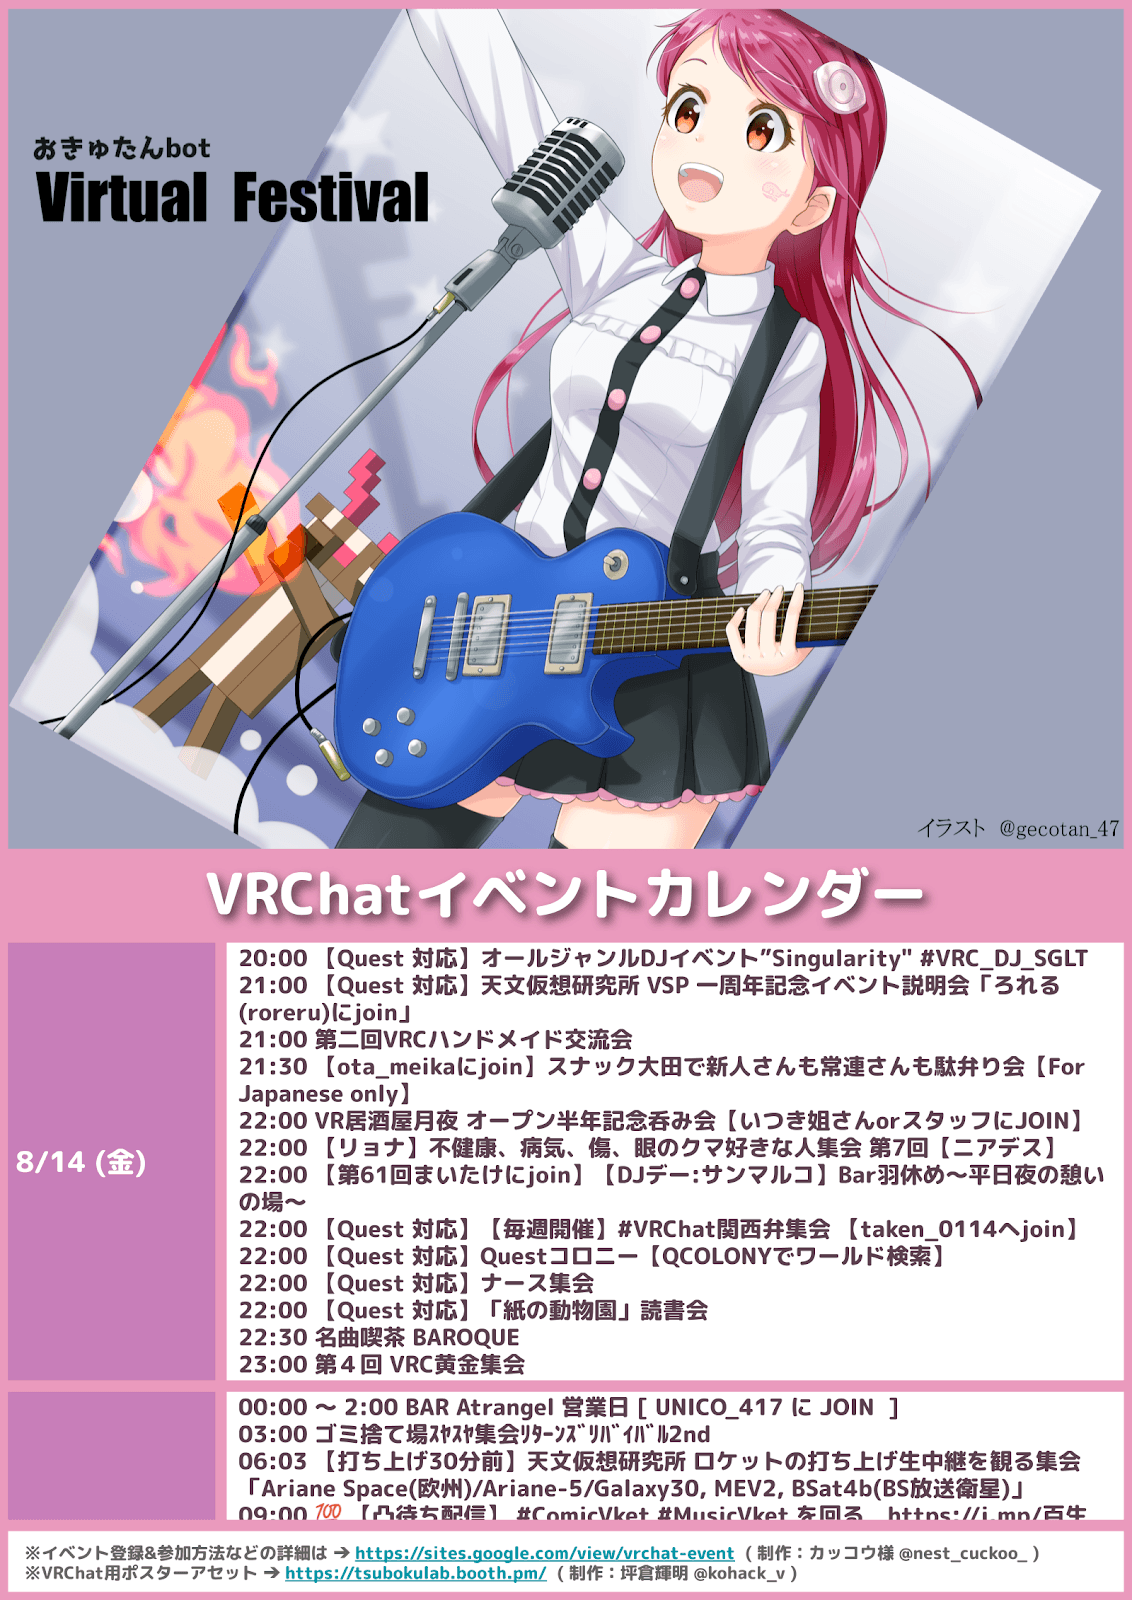 おきゅたんbot
Virtual Festival
イラスト @gecotan_47
VRChatイベントカレンダー
8/14 (金)
20:00 【Quest 対応】オールジャンルDJイベント”Singularity" #VRC_DJ_SGLT
21:00 【Quest 対応】天文仮想研究所 VSP 一周年記念イベント説明会「ろれる
(roreru)にjoin」
21:00 第二回VRCハンドメイド交流会
21:30 【ota_meikaにjoin】スナック大田で新人さんも常連さんも駄弁り会【For
Japanese only】
22:00 VR居酒屋月夜 オープン半年記念呑み会【いつき姐さんorスタッフにJOIN】
22:00 【リョナ】不健康、病気、傷、眼のクマ好きな人集会 第7回【ニアデス】
22:00 【第61回まいたけにjoin】【DJデー:サンマルコ】Bar羽休め〜平日夜の憩い
の場〜
22:00 【Quest 対応】【毎週開催】#VRChat関西弁集会 【taken_0114へjoin】
22:00 【Quest 対応】Questコロニー【QCOLONYでワールド検索】
22:00 【Quest 対応】ナース集会
22:00 【Quest 対応】「紙の動物園」読書会
22:30 名曲喫茶 BAROQUE
23:00 第４回 VRC黄金集会
00:00 〜 2:00 BAR Atrangel 営業日 [ UNICO_417 に JOIN ]
03:00 ゴミ捨て場ｽﾔｽﾔ集会ﾘﾀｰﾝｽﾞﾘﾊﾞｲﾊﾞﾙ2nd
06:03 【打ち上げ30分前】天文仮想研究所 ロケットの打ち上げ生中継を観る集会
「Ariane Space(欧州)/Ariane-5/Galaxy30, MEV2, BSat4b(BS放送衛星)」
09:00 💯 【凸待ち配信】 #ComicVket #MusicVket を回る　https://j.mp/百生
※イベント登録&参加方法などの詳細は ➔ https://sites.google.com/view/vrchat-event ( 制作：カッコウ様 @nest_cuckoo_ )
※VRChat用ポスターアセット ➔ https://tsubokulab.booth.pm/ ( 制作：坪倉輝明 @kohack_v )